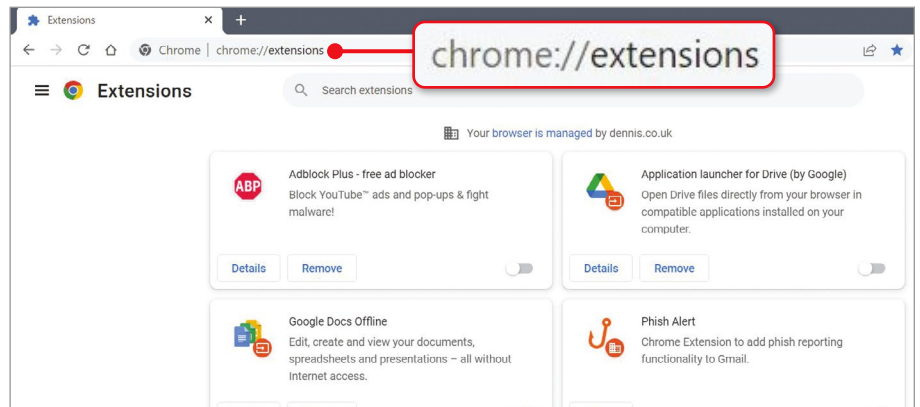 Extensions
Chrome | chrome://extensions
chrome://extensions
Extensions
Search extensions
Your browser is managed by dennis.co.uk
ABP
Adblock Plus - free ad blocker
Block YouTube™ ads and pop-ups & fight
malware!
Details Remove
Application launcher for Drive (by Google)
Open Drive files directly from your browser in
compatible applications installed on your
computer.
Details Remove
Google Docs Offline
Edit, create and view your documents,
spreadsheets and presentations – all without
Internet access.
Phish Alert
Chrome Extension to add phish reporting
functionality to Gmail.